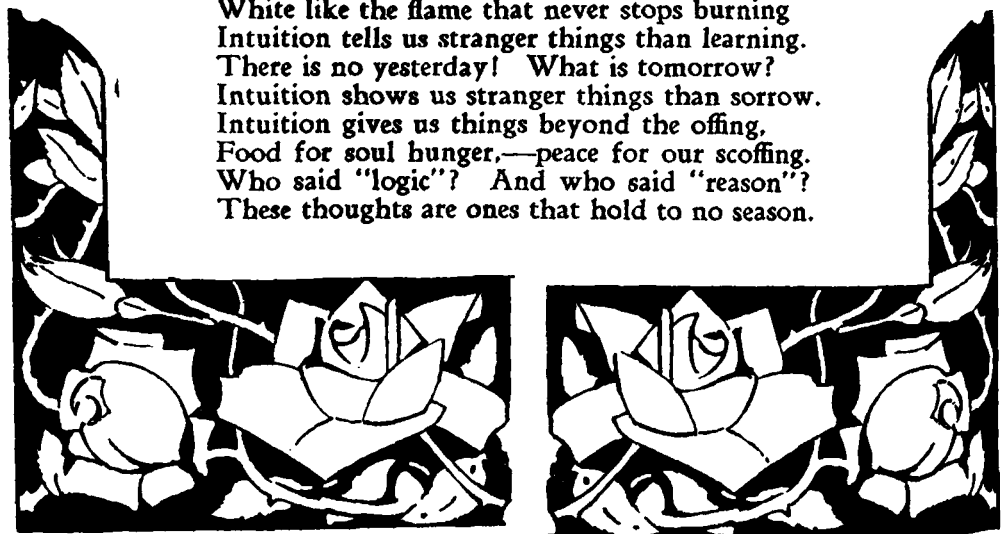 White like the flame that never stops burning
Intuition tells us stranger things than learning.
There is no yesterday! What is tomorrow?
Intuition shows us stranger things than sorrow.
Intuition gives us things beyond the offing,
Food for soul hunger,—peace for our scoffing.
Who said "logic"? And who said "reason"?
These thoughts are ones that hold to no season.